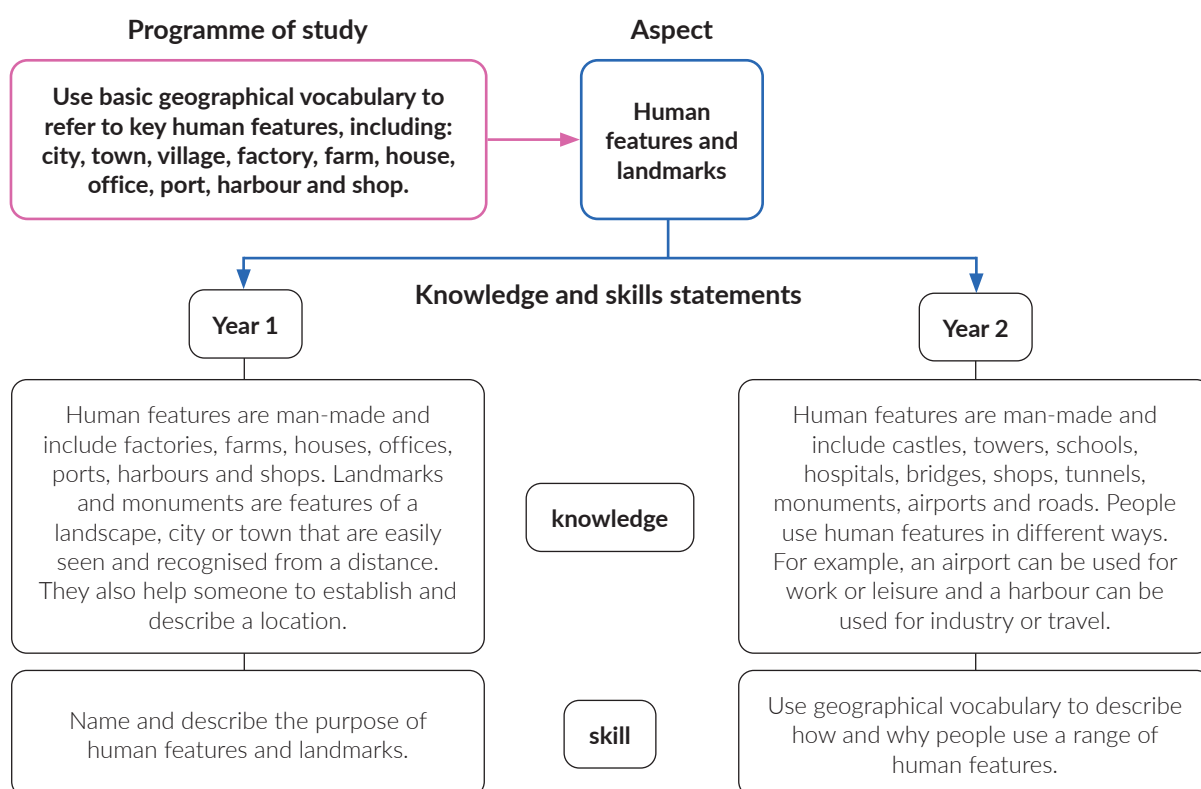 Programme of study
Aspect
Use basic geographical vocabulary to
refer to key human features, including:
city, town, village, factory, farm, house,
office, port, harbour and shop.
Human
features and
landmarks
Knowledge and skills statements
Year 1
Year 2
Human features are man-made and
include factories, farms, houses, offices,
ports, harbours and shops. Landmarks
and monuments are features of a
landscape, city or town that are easily
seen and recognised from a distance.
They also help someone to establish and
describe a location.
knowledge
Human features are man-made and
include castles, towers, schools,
hospitals, bridges, shops, tunnels,
monuments, airports and roads. People
use human features in different ways.
For example, an airport can be used for
work or leisure and a harbour can be
used for industry or travel.
Name and describe the purpose of
human features and landmarks.
skill
Use geographical vocabulary to describe
how and why people use a range of
human features.